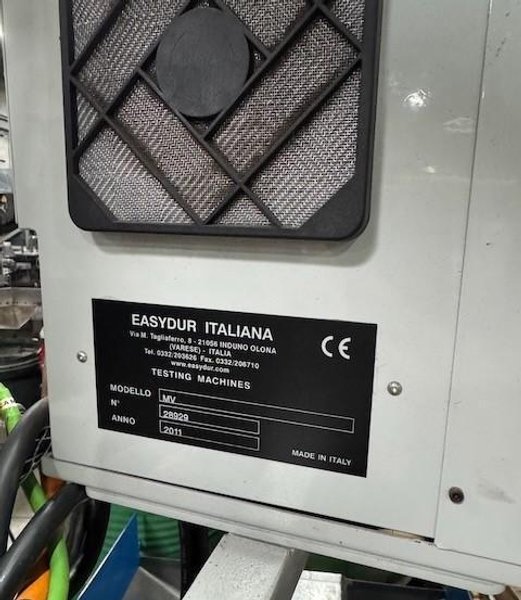 EASYDUR ITALIANA
Via M. Tagliaferro, 8 - 21056 INDUNO OLONA
(VARESE) - ITALIA
Tel. 0332/203626 Fax. 0332/206710
www.easydur.com
TESTING MACHINES
CE
MODELLO MV
N° 28929
ANNO 2011
MADE IN ITALY